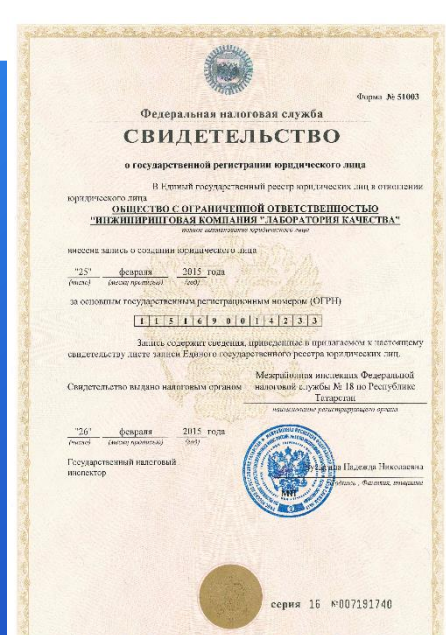 Форма № 51003
Федеральная налоговая служба
СВИДЕТЕЛЬСТВО
о государственной регистрации юридического лица
В Единый государственный реестр юридических лиц в отношении
юридического лица
ОБЩЕСТВО С ОГРАНИЧЕННОЙ ОТВЕТСТВЕННОСТЬЮ
"ИНЖИНИРИНГОВАЯ КОМПАНИЯ "ЛАБОРАТОРИЯ КАЧЕСТВА"
полное наименование юридического лица
внесена запись о создании юридического лица
"25" февраля 2015 года
(число) (месяц прописью) (год)
за основным государственным регистрационным номером (ОГРН)
1 1 5 1 6 9 0 0 1 4 2 3 3
Запись содержит сведения, приведенные в прилагаемом к настоящему
свидетельству листе записи Единого государственного реестра юридических лиц.
Свидетельство выдано налоговым органом
Межрайонная инспекция Федеральной
налоговой службы № 18 по Республике
Татарстан
наименование регистрирующего органа
"26" февраля 2015 года
(число) (месяц прописью) (год)
Государственный налоговый
инспектор
Надежда Николаевна
подпись, Фамилия, инициалы
МП
серия 16 №007191740